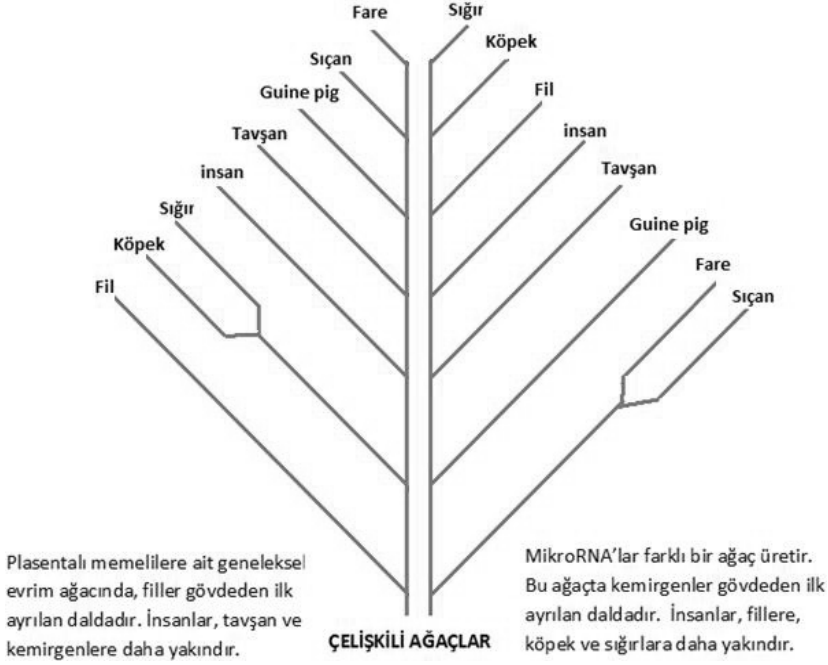 Fare
Sıçan
Guine pig
Tavşan
insan
Sığır
Köpek
Fil
Sığır
Köpek
Fil
insan
Tavşan
Guine pig
Fare
Sıçan
Plasentalı memelilere ait geneleksel
evrim ağacında, filler gövdeden ilk
ayrılan daldadır. İnsanlar, tavşan ve
kemirgenlere daha yakındır.
ÇELİŞKİLİ AĞAÇLAR
MikroRNA’lar farklı bir ağaç üretir.
Bu ağaçta kemirgenler gövdeden ilk
ayrılan daldadır. İnsanlar, fillere,
köpek ve sığırlara daha yakındır.